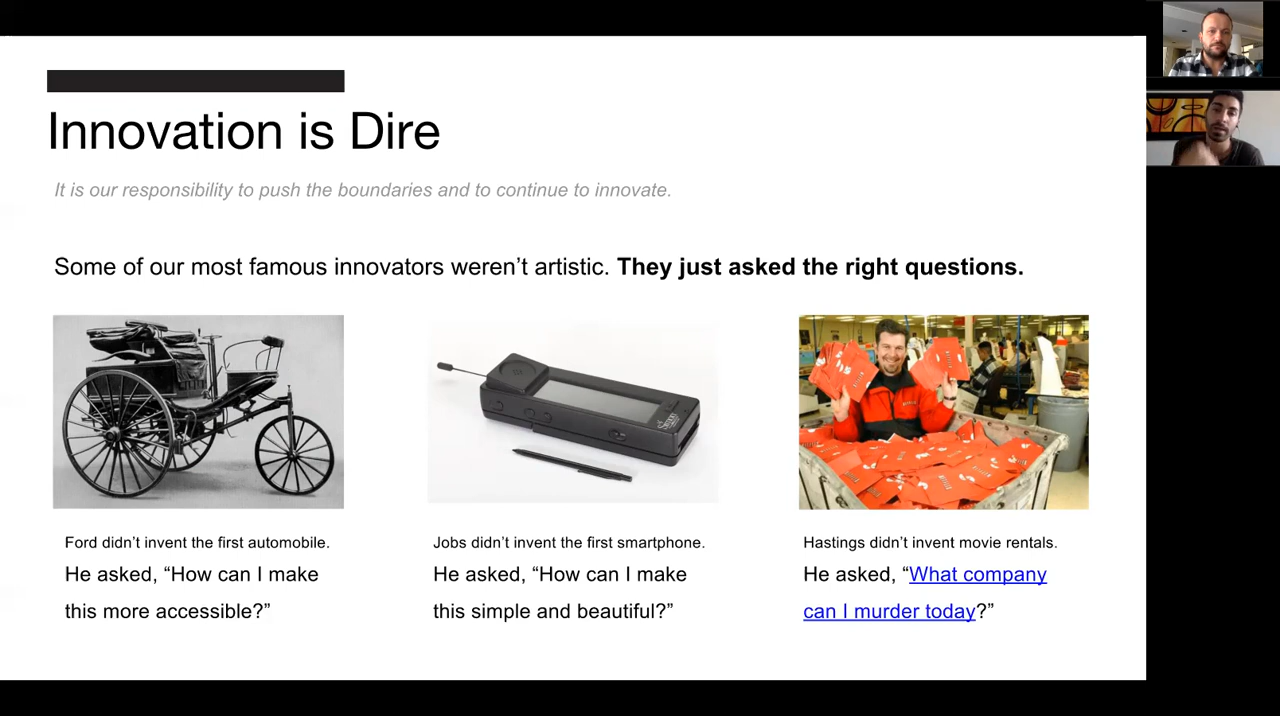 Innovation is Dire
It is our responsibility to push the boundaries and to continue to innovate.
Some of our most famous innovators weren’t artistic. They just asked the right questions.
Simon
NETFLIX
Ford didn’t invent the first automobile.
He asked, “How can I make
this more accessible?”
Jobs didn’t invent the first smartphone.
He asked, “How can I make
this simple and beautiful?”
Hastings didn’t invent movie rentals.
He asked, “What company
can I murder today?”